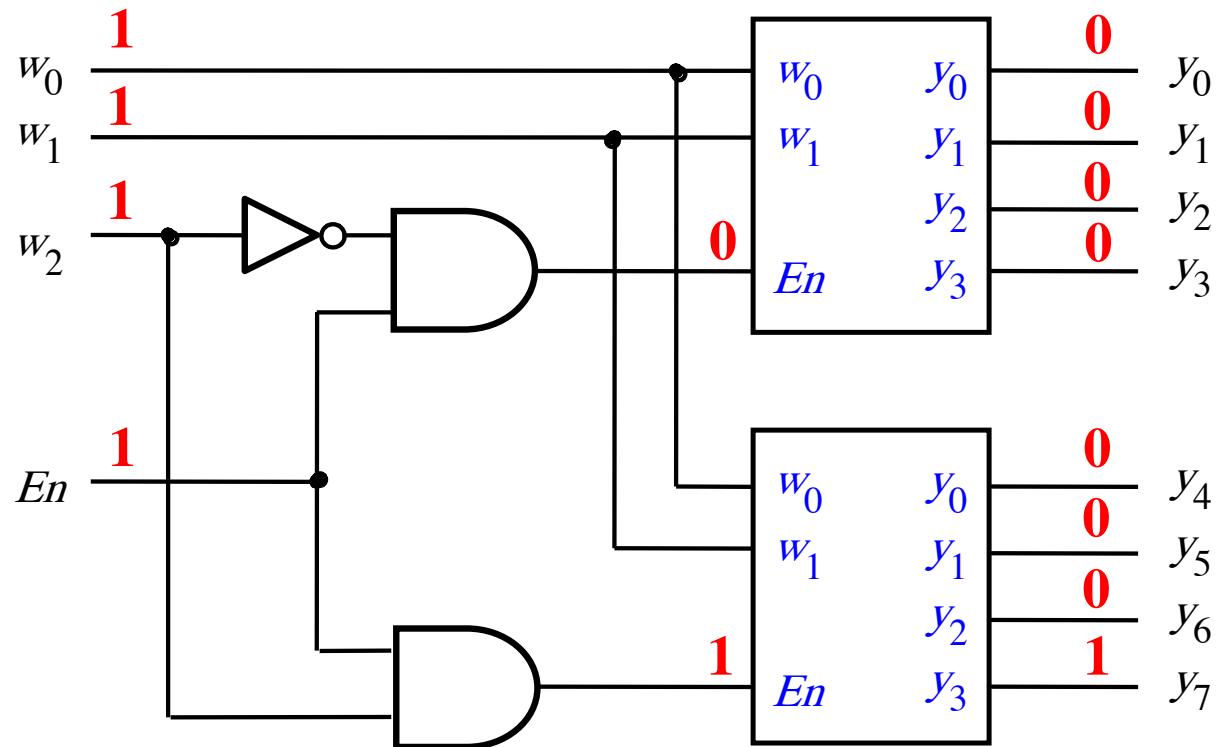 1 0
w0 w0 y0 y0
1 0
w1 w1 y1 y1
1 0 0
w2 y2 y2
0
En y3 y3
1 0
En w0 y0 y4
0
w1 y1 y5
0
y2 y6
1 1
En y3 y7